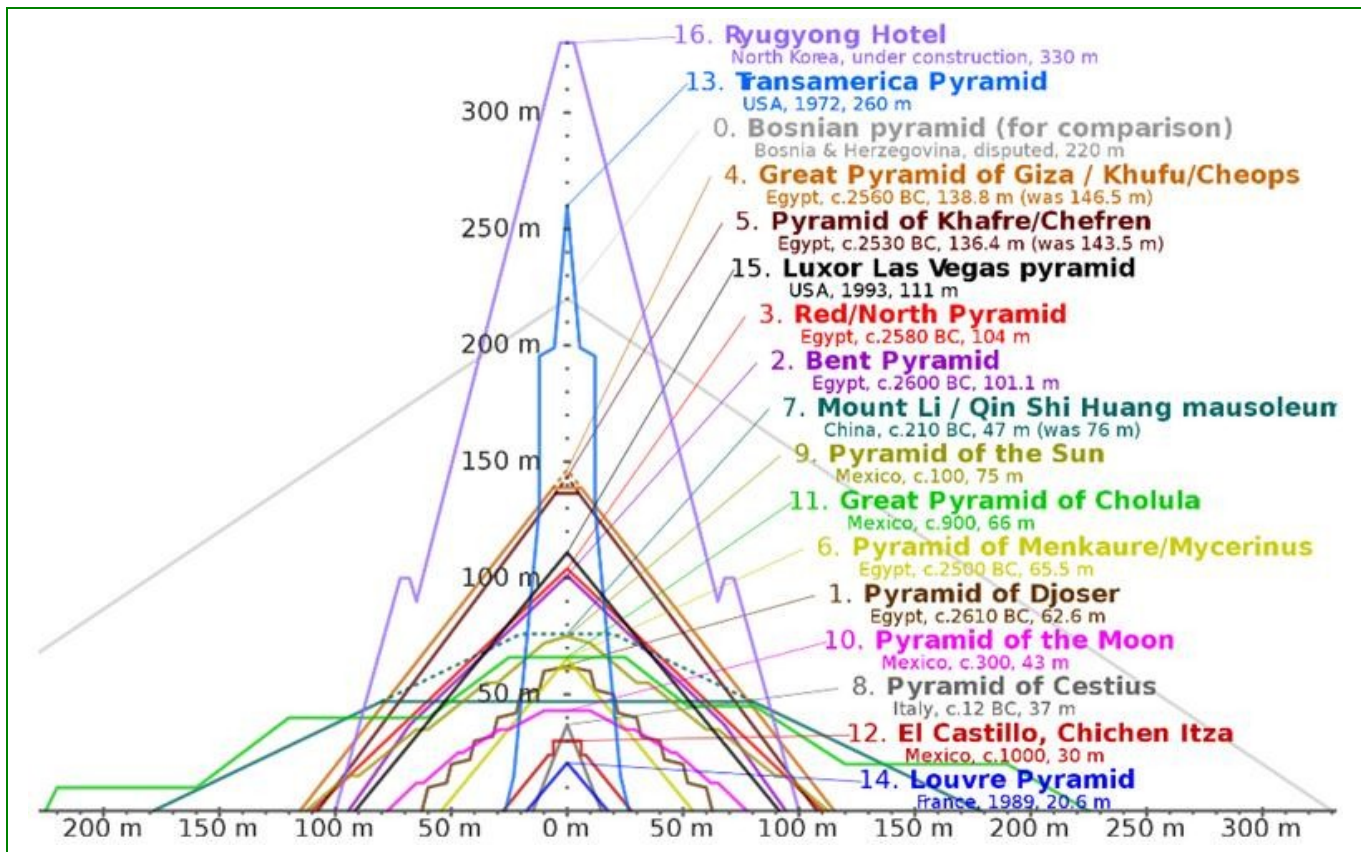 16. Ryugyong Hotel
North Korea, under construction, 330 m
13. Transamerica Pyramid
USA, 1972, 260 m
300 m
0. Bosnian pyramid (for comparison)
Bosnia & Herzegovina, disputed, 220 m
4. Great Pyramid of Giza / Khufu/Cheops
Egypt, c.2560 BC, 138.8 m (was 146.5 m)
250 m
5. Pyramid of Khafre/Chefren
Egypt, c.2530 BC, 136.4 m (was 143.5 m)
15. Luxor Las Vegas pyramid
USA, 1993, 111 m
3. Red/North Pyramid
Egypt, c.2580 BC, 104 m
200 m
2. Bent Pyramid
Egypt, c.2600 BC, 101.1 m
7. Mount Li / Qin Shi Huang mausoleum
China, c.210 BC, 47 m (was 76 m)
150 m
9. Pyramid of the Sun
Mexico, c.100, 75 m
11. Great Pyramid of Cholula
Mexico, c.900, 66 m
6. Pyramid of Menkaure/Mycerinus
Egypt, c.2500 BC, 65.5 m
100 m
1. Pyramid of Djoser
Egypt, c.2610 BC, 62.6 m
10. Pyramid of the Moon
Mexico, c.300, 43 m
50 m
8. Pyramid of Cestius
Italy, c.12 BC, 37 m
12. El Castillo, Chichen Itza
Mexico, c.1000, 30 m
14. Louvre Pyramid
France, 1989, 20.6 m
200 m 150 m 100 m 50 m 0 m 50 m 100 m 150 m 200 m 250 m 300 m